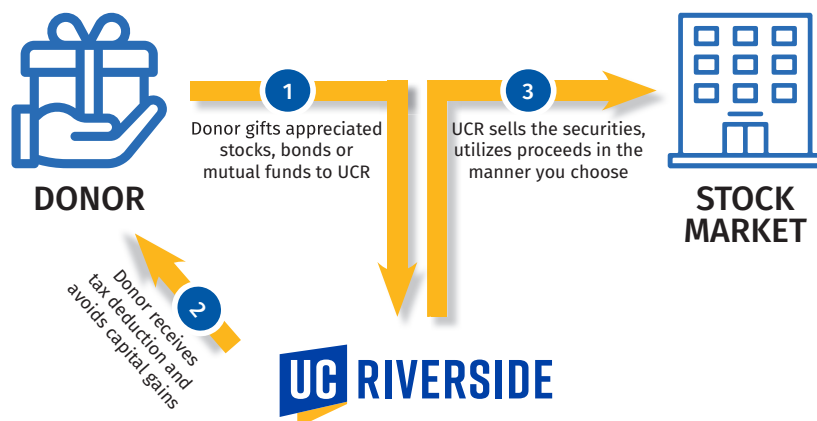 1
Donor gifts appreciated
stocks, bonds or
mutual funds to UCR
DONOR
2
Donor receives
tax deduction and
avoids capital gains
3
UCR sells the securities,
utilizes proceeds in the
manner you choose
STOCK
MARKET
UC RIVERSIDE